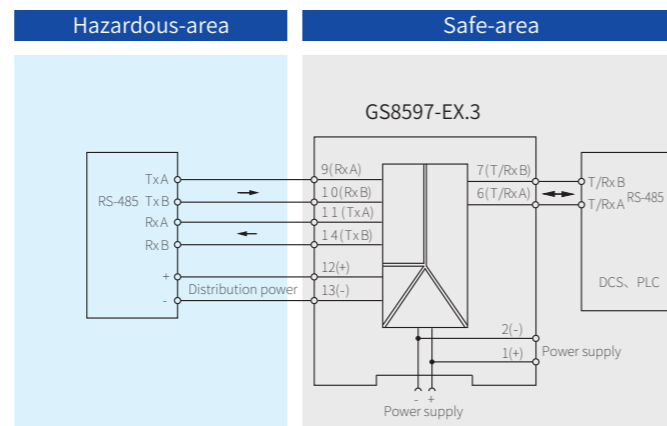 Hazardous-area
Safe-area
GS8597-EX.3
TxA
RS-485 TxB
RxA
RxB
+
-
Distribution power
9(RxA)
10(RxB)
11(TxA)
14(TxB)
12(+)
13(-)
7(T/RxB)
6(T/RxA)
2(-)
1(+)
Power supply
- +
Power supply
T/RxB
RS-485
T/RxA
DCS、PLC